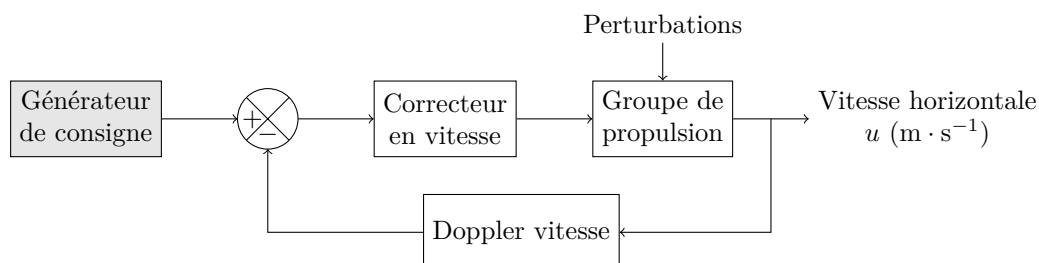 Perturbations
Générateur
de consigne
+
−
Correcteur
en vitesse
Groupe de
propulsion
Vitesse horizontale
u (m · s⁻¹)
Doppler vitesse